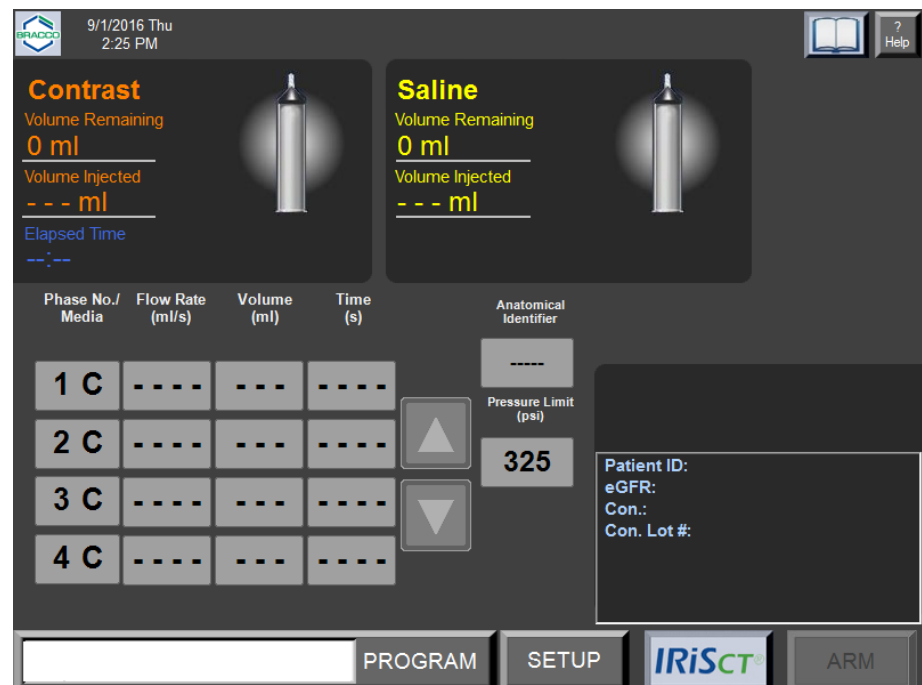 BRACCO
9/1/2016 Thu
2:25 PM
?
Help
Contrast
Volume Remaining
0 ml
Volume Injected
- - - ml
Elapsed Time
--:--
Saline
Volume Remaining
0 ml
Volume Injected
- - - ml
Phase No./ Flow Rate Volume Time
Media (ml/s) (ml) (s)
Anatomical
Identifier
-----
1 C - - - - - - - - - - -
2 C - - - - - - - - - - -
3 C - - - - - - - - - - -
4 C - - - - - - - - - - -
Pressure Limit
(psi)
325
Patient ID:
eGFR:
Con.:
Con. Lot #:
PROGRAM SETUP IRiSCT® ARM